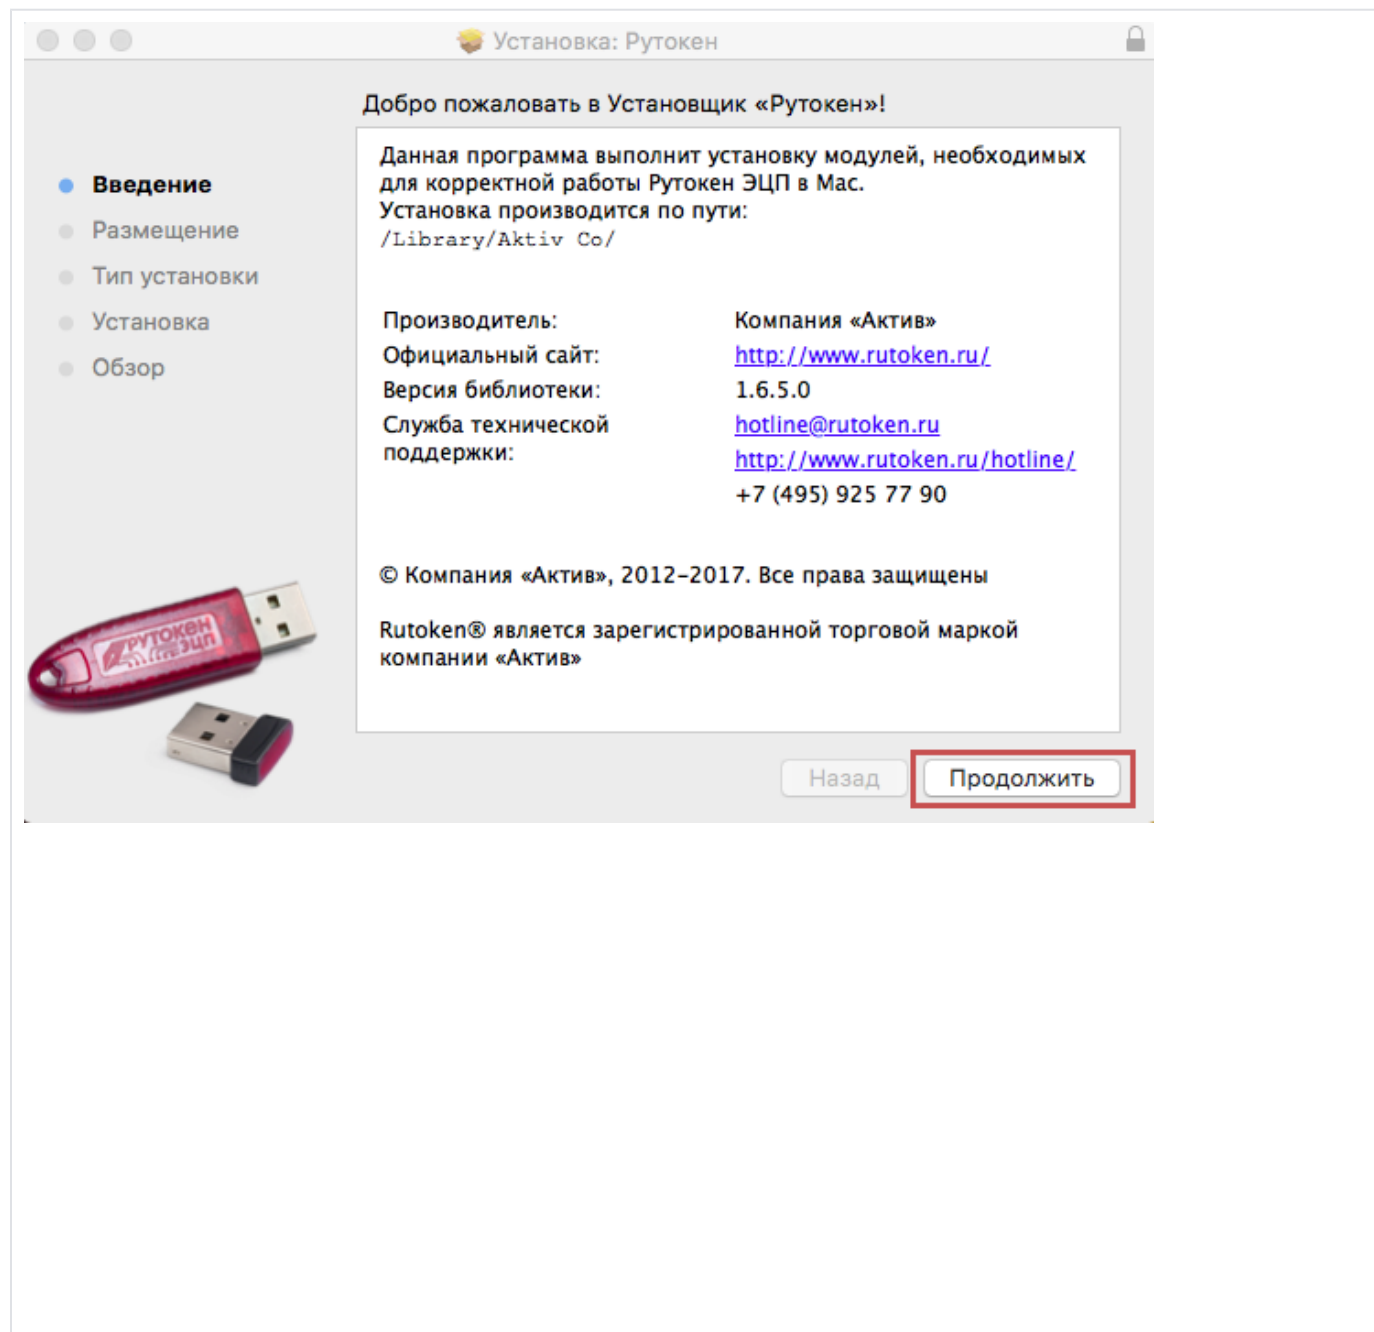 Установка: Рутокен
Добро пожаловать в Установщик «Рутокен»!
Введение
Размещение
Тип установки
Установка
Обзор
Данная программа выполнит установку модулей, необходимых
для корректной работы Рутокен ЭЦП в Mac.
Установка производится по пути:
/Library/Aktiv Co/
Производитель: Компания «Актив»
Официальный сайт: http://www.rutoken.ru/
Версия библиотеки: 1.6.5.0
Служба технической hotline@rutoken.ru
поддержки: http://www.rutoken.ru/hotline/
+7 (495) 925 77 90
© Компания «Актив», 2012–2017. Все права защищены
Rutoken® является зарегистрированной торговой маркой
компании «Актив»
РУТОКЕН
ЭЦП
Назад Продолжить